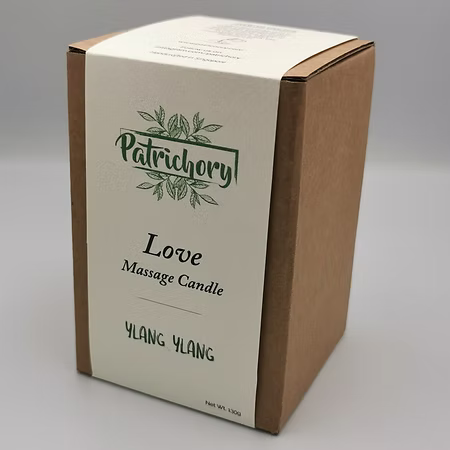 Patrichory
Love
Massage Candle
YLANG YLANG
Net Wt. 130g